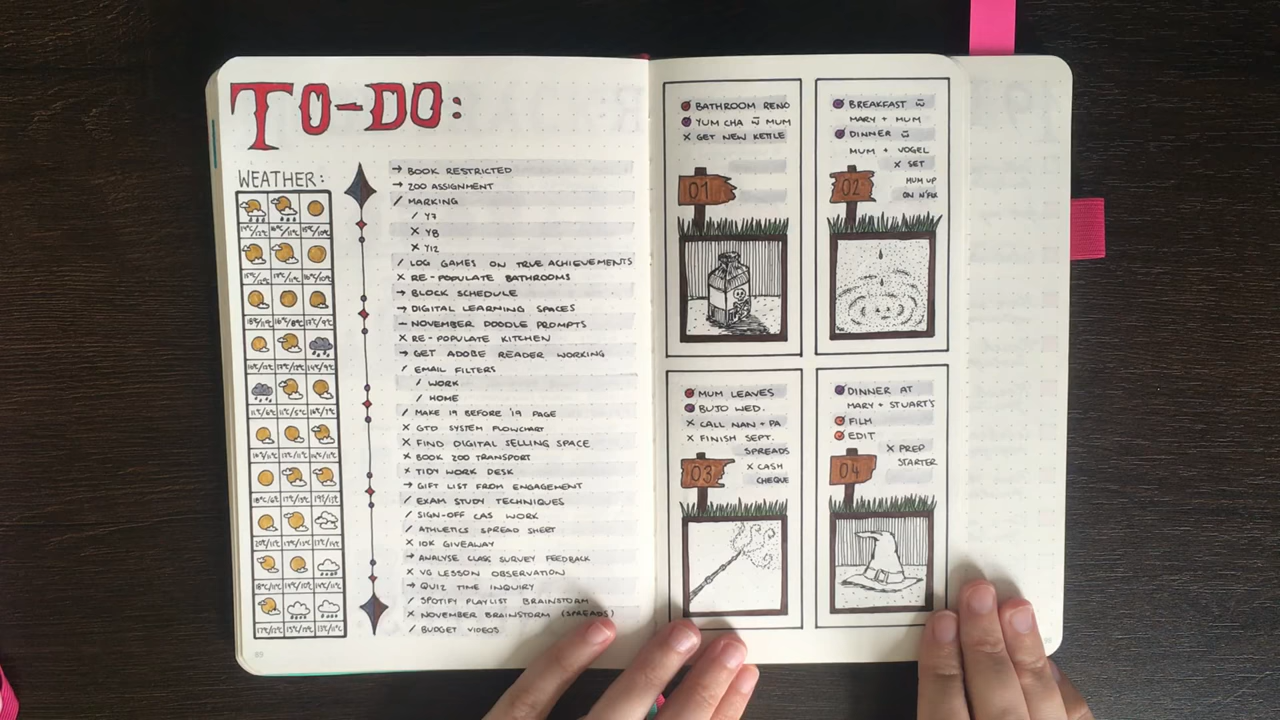 TO-DO:
WEATHER:
→ BOOK RESTRICTED
→ 200 ASSIGNMENT
/ MARKING
/ Y7
× Y8
× Y12
/ LOG GAMES ON TRUE ACHIEVEMENTS
× RE-POPULATE BATHROOMS
→ BLOCK SCHEDULE
→ DIGITAL LEARNING SPACES
– NOVEMBER DOODLE PROMPTS
× RE-POPULATE KITCHEN
→ GET ADOBE READER WORKING
/ EMAIL FILTERS
/ WORK
/ HOME
/ MAKE 19 BEFORE '19 PAGE
× GTD SYSTEM FLOWCHART
× FIND DIGITAL SELLING SPACE
× BOOK 200 TRANSPORT
× TIDY WORK DESK
→ GIFT LIST FROM ENGAGEMENT
/ EXAM STUDY TECHNIQUES
/ SIGN-OFF CAS WORK
/ ATHLETICS SPREAD SHEET
× 10K GIVEAWAY
→ ANALYSE CLASS SURVEY FEEDBACK
× VG LESSON OBSERVATION
→ QUIZ TIME INQUIRY
/ SPOTIFY PLAYLIST BRAINSTORM
× NOVEMBER BRAINSTORM (SPREADS)
/ BUDGET VIDEOS
BATHROOM RENO
YUM CHA c̄ MUM
× GET NEW KETTLE
01
BREAKFAST c̄
MARY + MUM
DINNER c̄
MUM + VOGEL
× SET
MUM UP
ON N'FLIX
02
MUM LEAVES
BUJO WED.
× CALL NAN + PA
× FINISH SEPT.
SPREADS
× CASH
CHEQUE
03
DINNER AT
MARY + STUART'S
FILM
EDIT
× PREP
STARTER
04